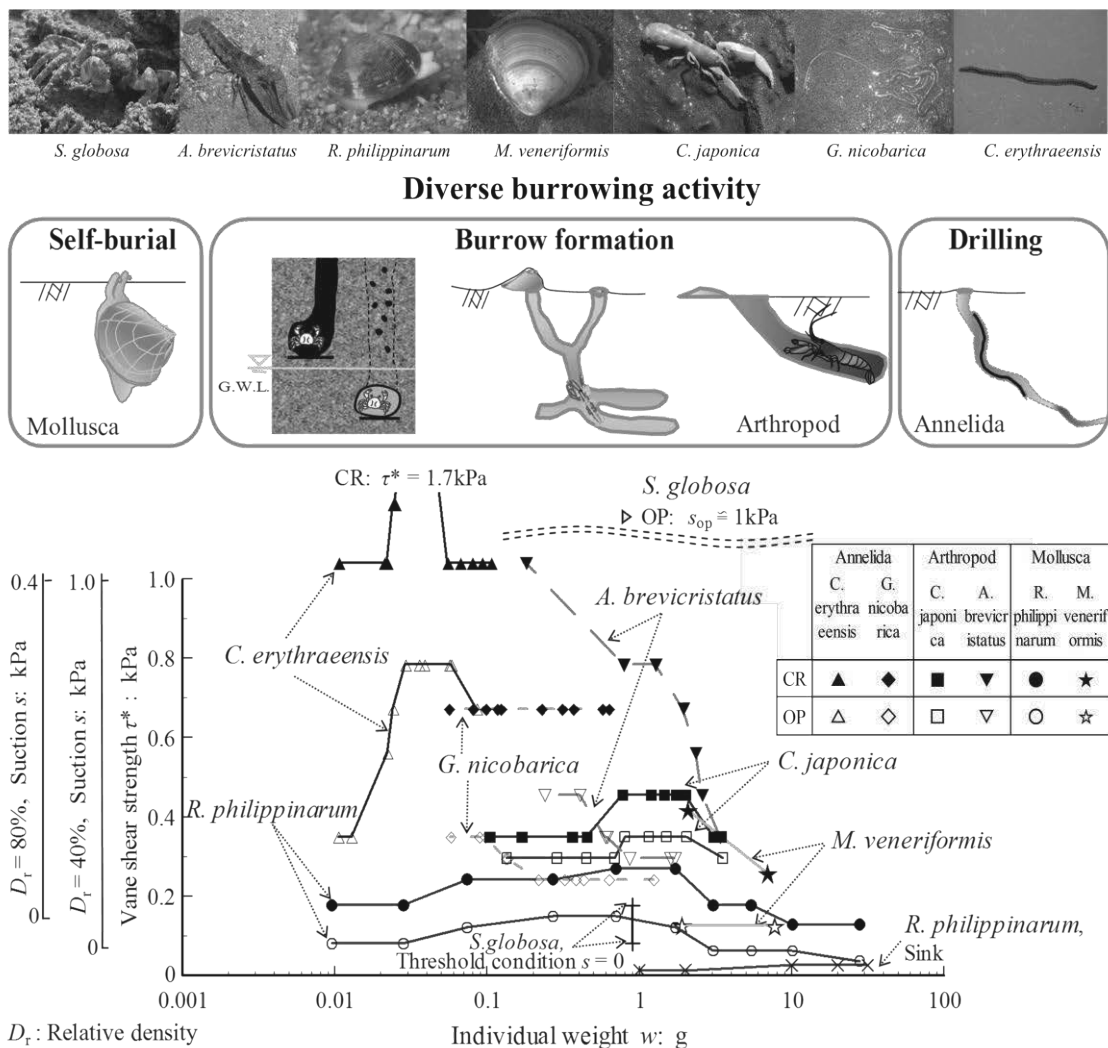 S. globosa
A. brevicristatus
R. philippinarum
M. veneriformis
C. japonica
G. nicobarica
C. erythraeensis
Diverse burrowing activity
Self-burial
Mollusca
Burrow formation
G.W.L.
Arthropod
Drilling
Annelida
CR: τ* = 1.7kPa
S. globosa
OP: sop ≒ 1kPa
Dr = 80%, Suction s: kPa
0.4
0
Dr = 40%, Suction s: kPa
1.0
0
Vane shear strength τ* : kPa
1.0
0.8
0.6
0.4
0.2
0
A. brevicristatus
C. erythraeensis
G. nicobarica
R. philippinarum
C. japonica
M. veneriformis
S.globosa,
Threshold condition s = 0
R. philippinarum,
Sink
Annelida
Arthropod
Mollusca
C.
erythra
eensis
G.
nicoba
rica
C.
japoni
ca
A.
brevicr
istatus
R.
philippi
narum
M.
venerif
ormis
CR
OP
0.001
0.01
0.1
1
10
100
Dr : Relative density
Individual weight w: g